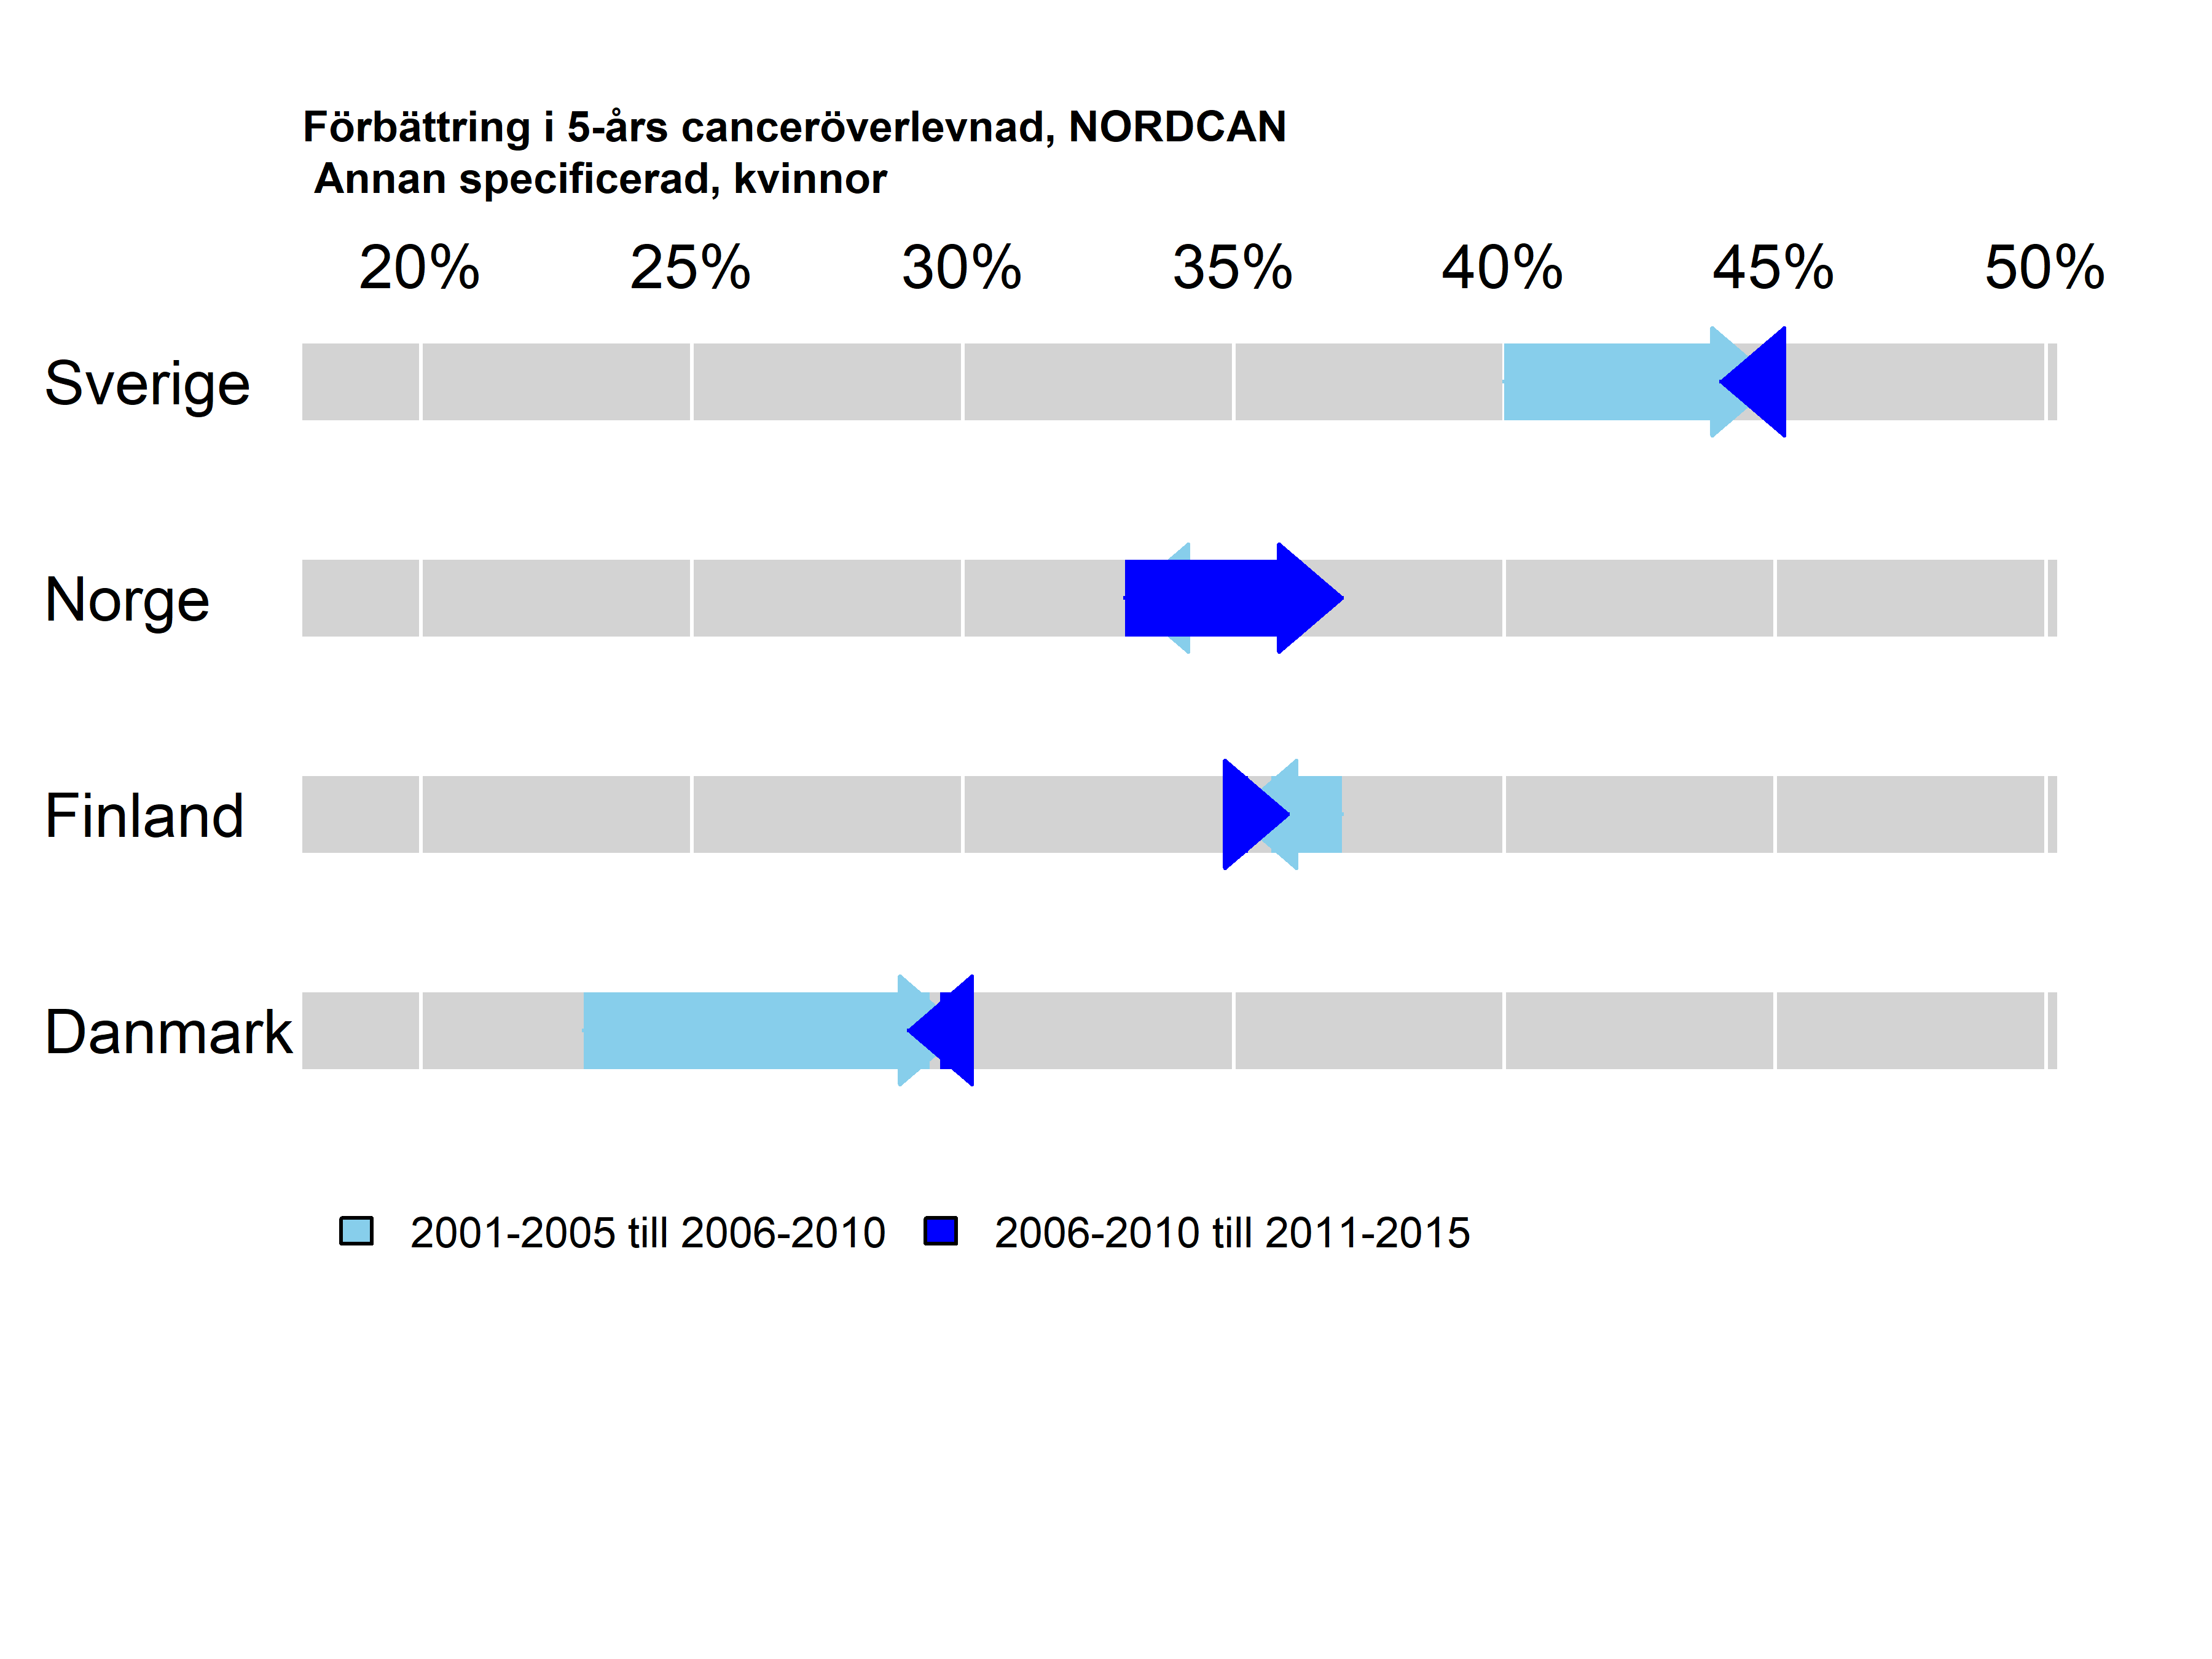 Förbättring i 5-års canceröverlevnad, NORDCAN
Annan specificerad, kvinnor
20% 25% 30% 35% 40% 45% 50%
Sverige
Norge
Finland
Danmark
2001-2005 till 2006-2010 2006-2010 till 2011-2015